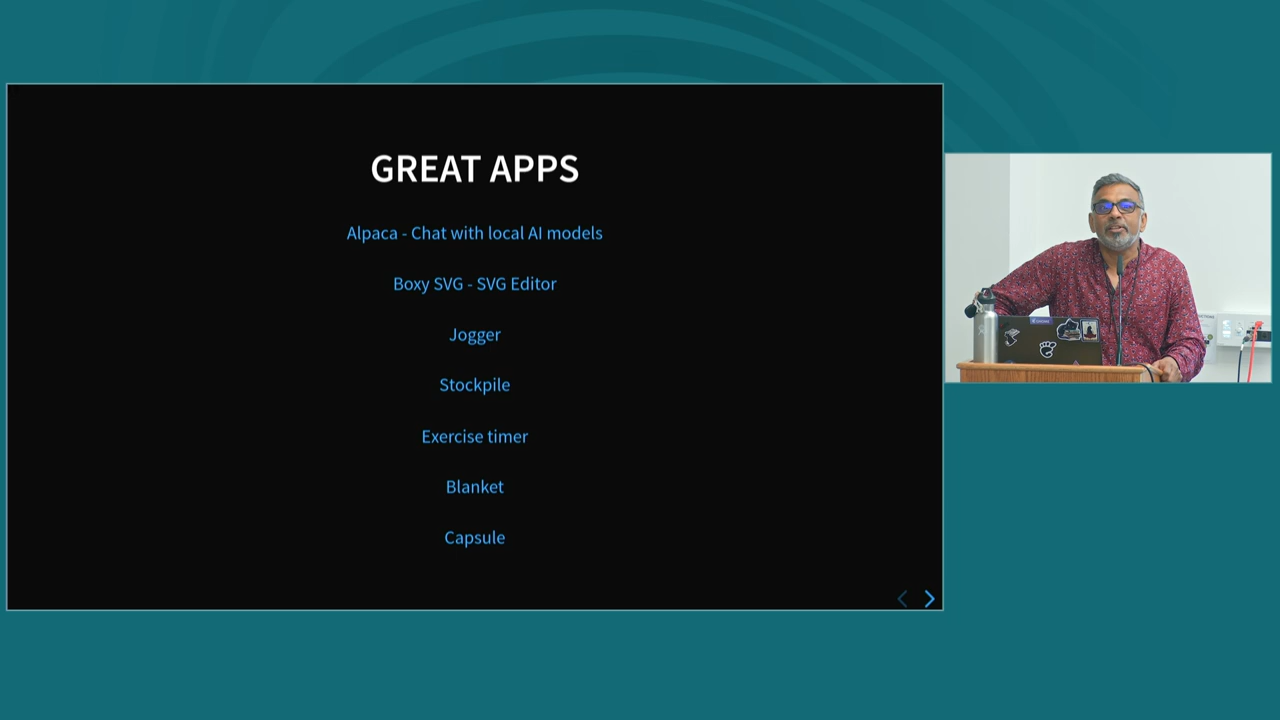 GREAT APPS
Alpaca - Chat with local AI models
Boxy SVG - SVG Editor
Jogger
Stockpile
Exercise timer
Blanket
Capsule